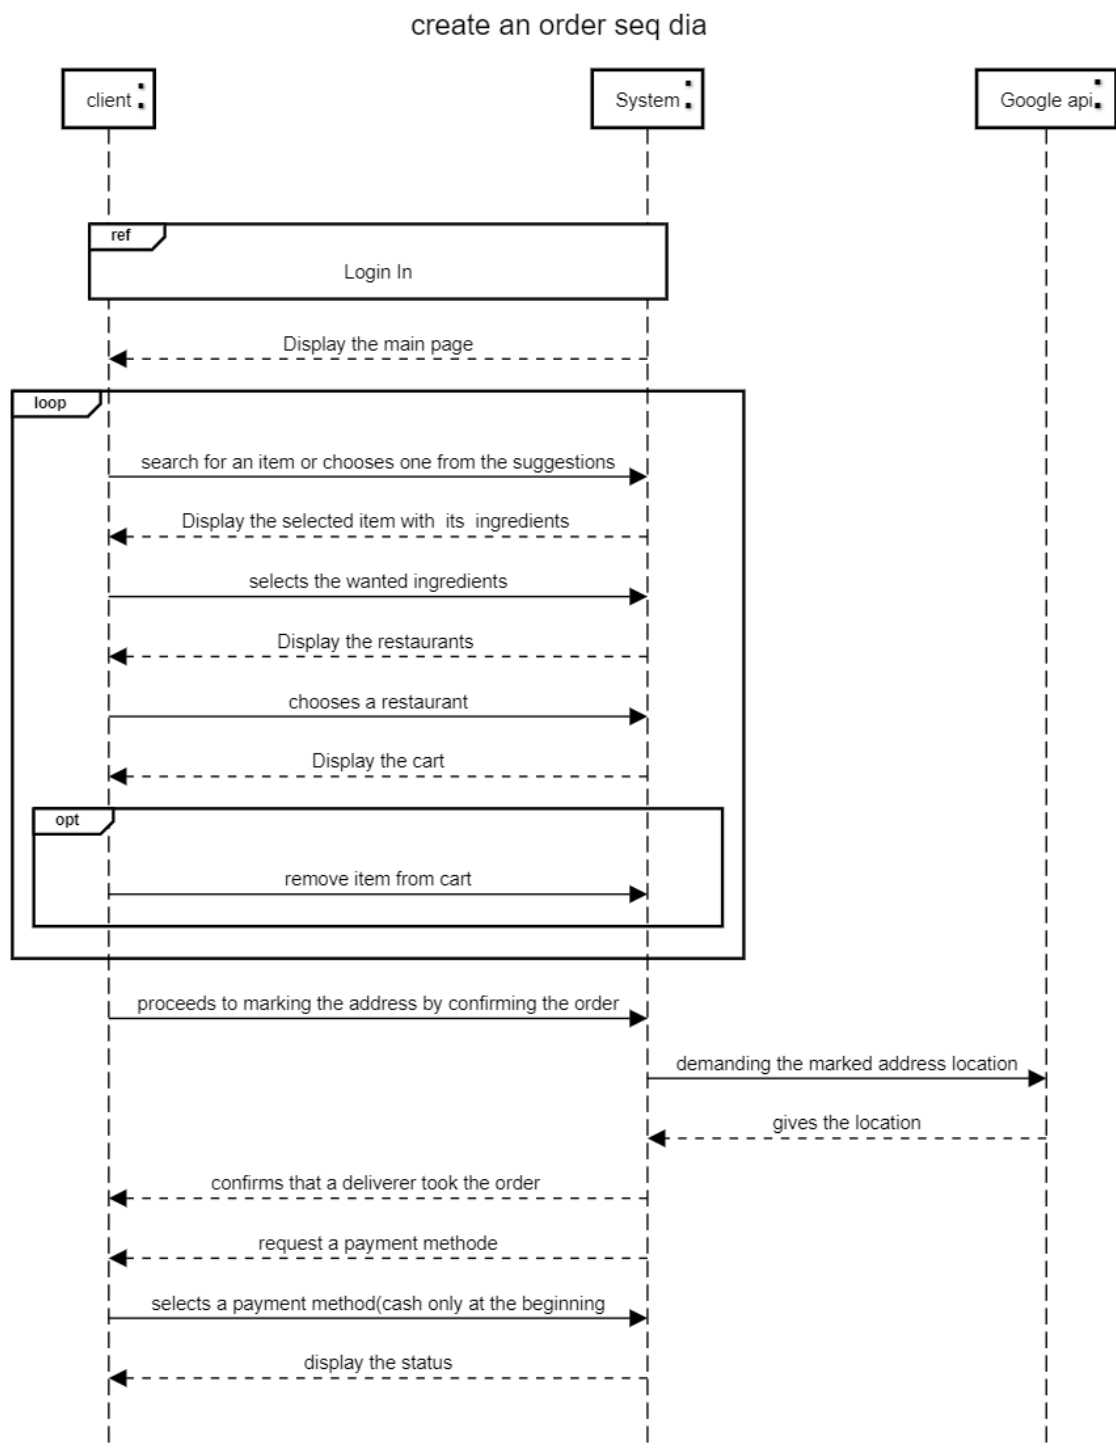 create an order seq dia
client :
System :
Google api:
ref
Login In
Display the main page
loop
search for an item or chooses one from the suggestions
Display the selected item with its ingredients
selects the wanted ingredients
Display the restaurants
chooses a restaurant
Display the cart
opt
remove item from cart
proceeds to marking the address by confirming the order
demanding the marked address location
gives the location
confirms that a deliverer took the order
request a payment methode
selects a payment method(cash only at the beginning
display the status